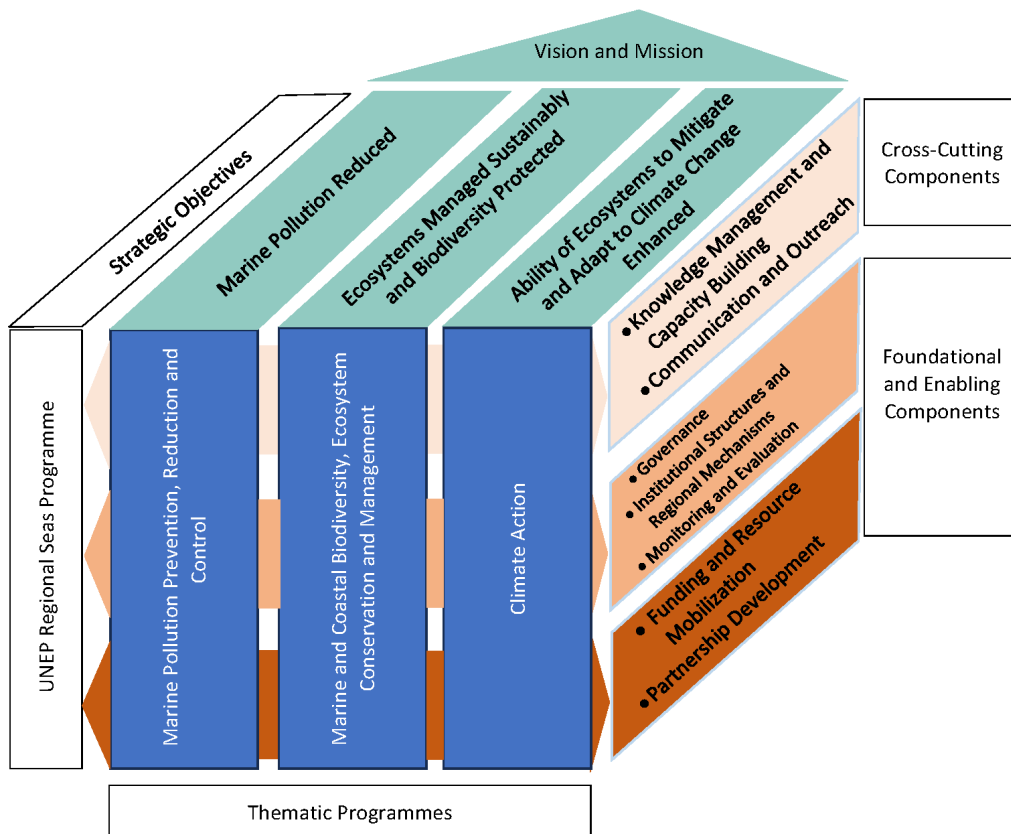 Vision and Mission
Strategic Objectives
Marine Pollution Reduced
Ecosystems Managed Sustainably
and Biodiversity Protected
Ability of Ecosystems to Mitigate
and Adapt to Climate Change
Enhanced
Cross-Cutting
Components
• Knowledge Management and
Capacity Building
• Communication and Outreach
Foundational
and Enabling
Components
• Governance
• Institutional Structures and
Regional Mechanisms
• Monitoring and Evaluation
• Funding and Resource
Mobilization
• Partnership Development
UNEP Regional Seas Programme
Marine Pollution Prevention, Reduction and
Control
Marine and Coastal Biodiversity, Ecosystem
Conservation and Management
Climate Action
Thematic Programmes